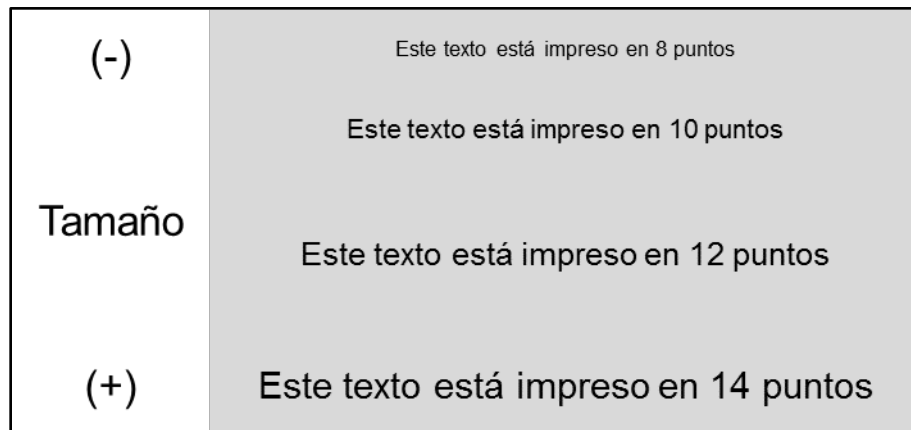 (-)
Este texto está impreso en 8 puntos
Este texto está impreso en 10 puntos
Tamaño
Este texto está impreso en 12 puntos
(+)
Este texto está impreso en 14 puntos